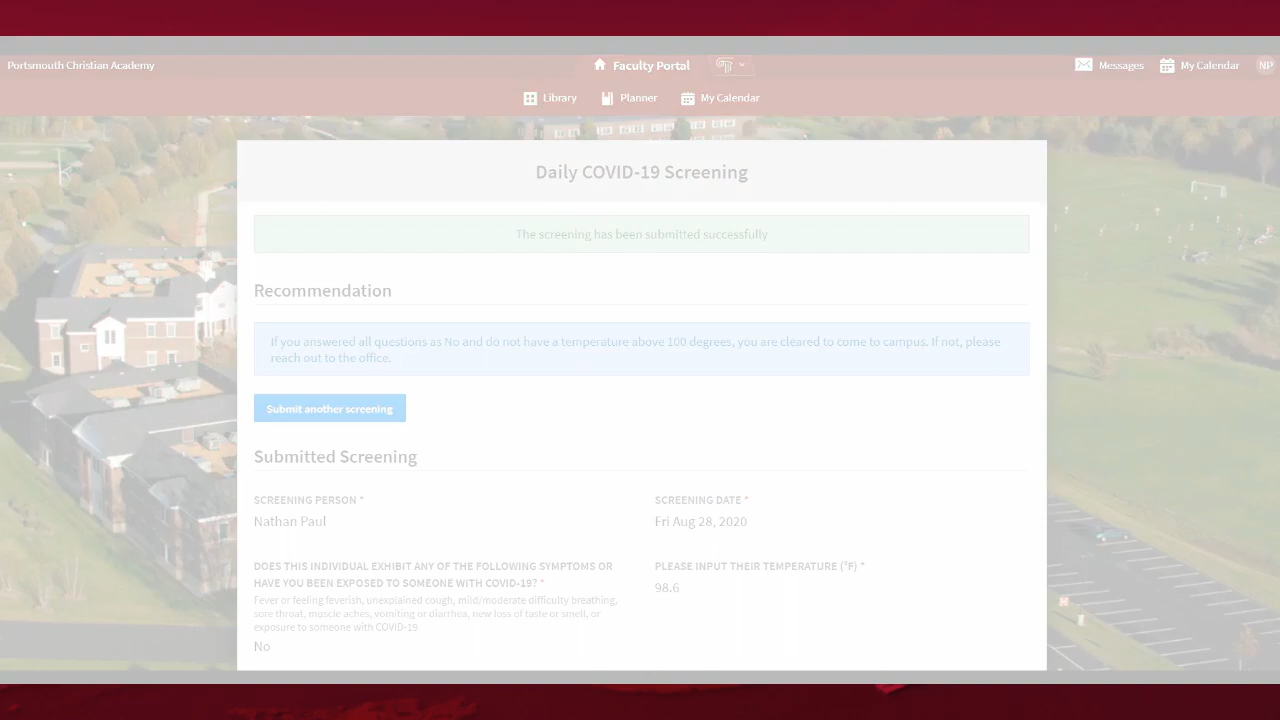 Portsmouth Christian Academy
Faculty Portal
Messages
My Calendar
NP
Library
Planner
My Calendar
Daily COVID-19 Screening
The screening has been submitted successfully
Recommendation
If you answered all questions as No and do not have a temperature above 100 degrees, you are cleared to come to campus. If not, please
reach out to the office.
Submit another screening
Submitted Screening
SCREENING PERSON *
Nathan Paul
SCREENING DATE *
Fri Aug 28, 2020
DOES THIS INDIVIDUAL EXHIBIT ANY OF THE FOLLOWING SYMPTOMS OR
HAVE YOU BEEN EXPOSED TO SOMEONE WITH COVID-19? *
Fever or feeling feverish, unexplained cough, mild/moderate difficulty breathing,
sore throat, muscle aches, vomiting or diarrhea, new loss of taste or smell, or
exposure to someone with COVID-19
No
PLEASE INPUT THEIR TEMPERATURE (°F) *
98.6